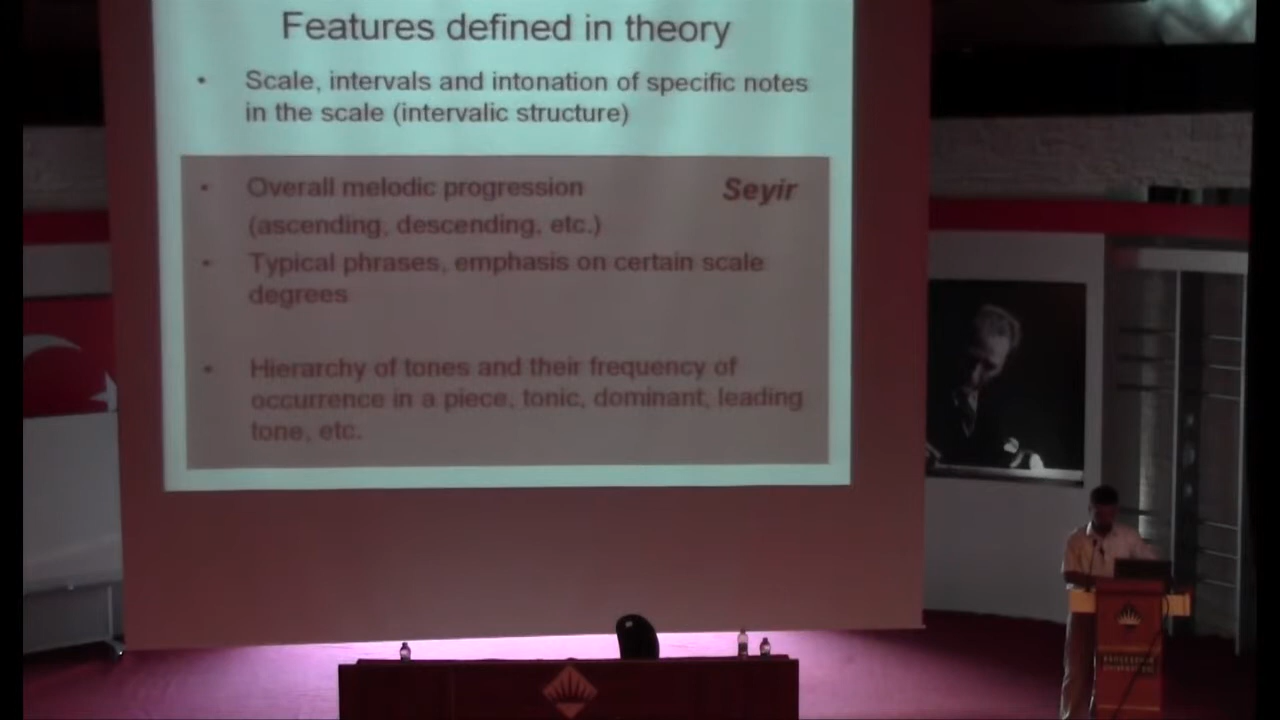 Features defined in theory
• Scale, intervals and intonation of specific notes
in the scale (intervalic structure)
• Overall melodic progression Seyir
(ascending, descending, etc.)
• Typical phrases, emphasis on certain scale
degrees
• Hierarchy of tones and their frequency of
occurrence in a piece, tonic, dominant, leading
tone, etc.